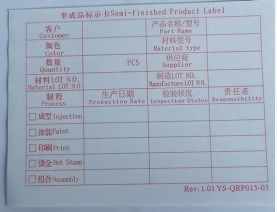 半成品标示卡Semi-finished Product Label
客户
Customer
产品名称/型号
Part Name
颜色
Color
材料型号
Material type
数量
Quantity
PCS
供应商
Supplier
材料LOT NO.
Material LOT NO.
制造LOT NO.
Manufacture LOT NO.
制程
Process
生产日期
Production Date
检验状况
Inspection Status
责任者
Responsibility
□成型Injection
□涂装Paint
□印刷Print
□烫金Hot Stamp
□组合Assembly
Rev:1.01 YS-QRP015-03